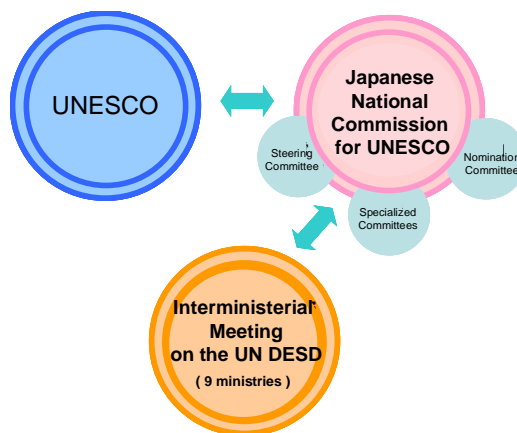 UNESCO
Japanese
National
Commission
for UNESCO
Steering
Committee
Nomination
Committee
Specialized
Committees
Interministerial
Meeting
on the UN DESD
( 9 ministries )